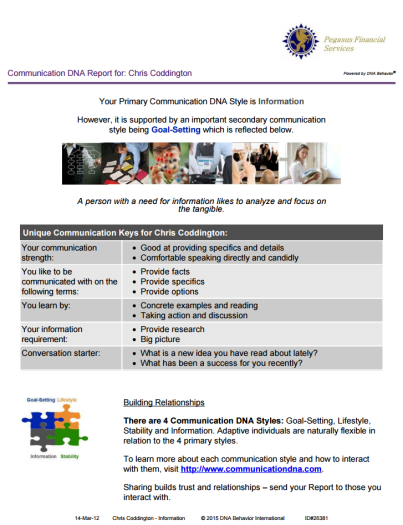 Pegasus Financial
Services
Communication DNA Report for: Chris Coddington
Powered by DNA Behavior®
Your Primary Communication DNA Style is Information
However, it is supported by an important secondary communication
style being Goal-Setting which is reflected below.
A person with a need for information likes to analyze and focus on
the tangible.
Unique Communication Keys for Chris Coddington:
Your communication
strength:
• Good at providing specifics and details
• Comfortable speaking directly and candidly
You like to be
communicated with on the
following terms:
• Provide facts
• Provide specifics
• Provide options
You learn by:
• Concrete examples and reading
• Taking action and discussion
Your information
requirement:
• Provide research
• Big picture
Conversation starter:
• What is a new idea you have read about lately?
• What has been a success for you recently?
Goal-Setting Lifestyle
Information Stability
Building Relationships
There are 4 Communication DNA Styles: Goal-Setting, Lifestyle,
Stability and Information. Adaptive individuals are naturally flexible in
relation to the 4 primary styles.
To learn more about each communication style and how to interact
with them, visit http://www.communicationdna.com.
Sharing builds trust and relationships – send your Report to those you
interact with.
14-Mar-12 Chris Coddington - Information © 2015 DNA Behavior International ID#26381